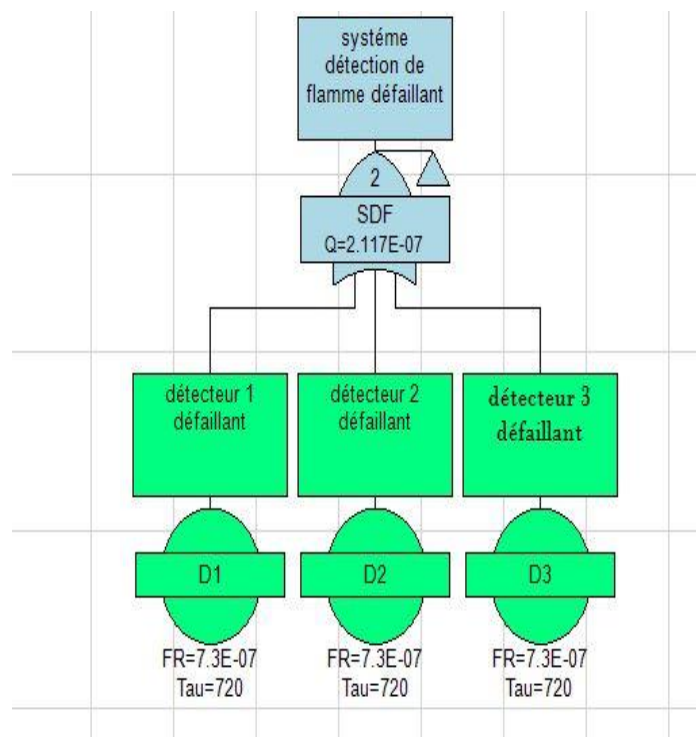 systéme
détection de
flamme défaillant
2
SDF
Q=2.117E-07
détecteur 1
défaillant
détecteur 2
défaillant
détecteur 3
défaillant
D1
D2
D3
FR=7.3E-07
Tau=720
FR=7.3E-07
Tau=720
FR=7.3E-07
Tau=720